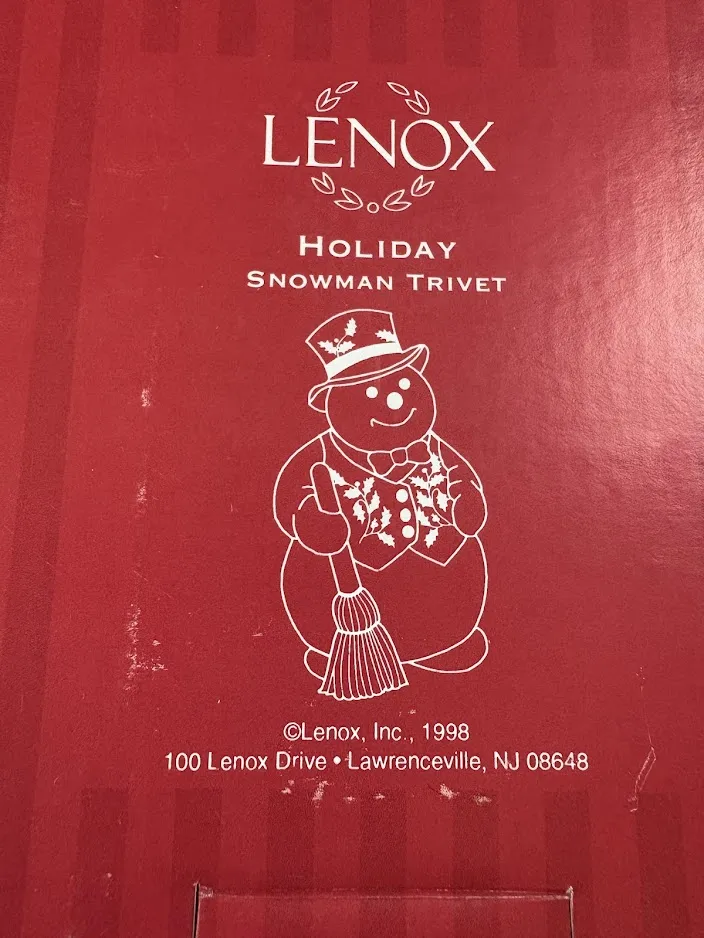 LENOX
HOLIDAY
SNOWMAN TRIVET
©Lenox, Inc., 1998
100 Lenox Drive • Lawrenceville, NJ 08648